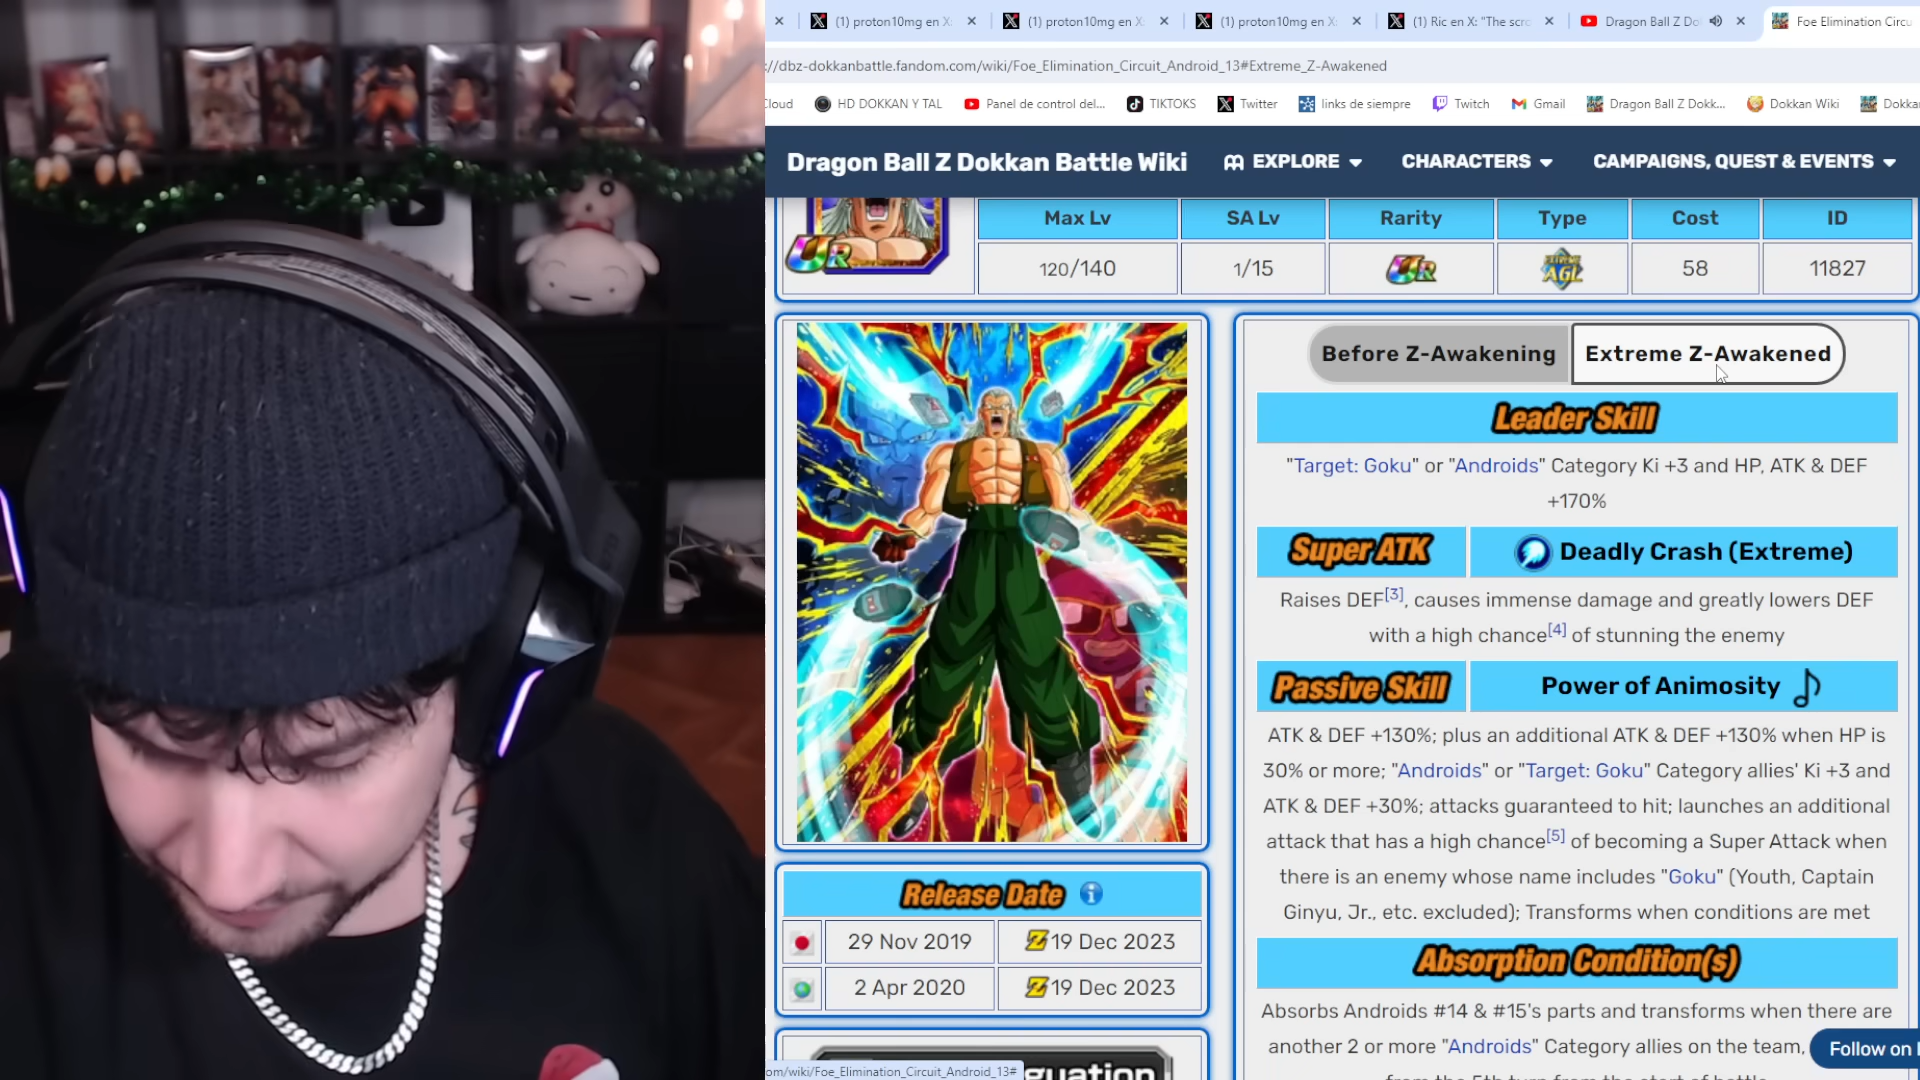 (1) proton10mg en X:
(1) proton10mg en X:
(1) proton10mg en X:
(1) Ric en X: "The scre
Dragon Ball Z Do
Foe Elimination Circu
://dbz-dokkanbattle.fandom.com/wiki/Foe_Elimination_Circuit_Android_13#Extreme_Z-Awakened
Cloud HD DOKKAN Y TAL Panel de control del... TIKTOKS Twitter links de siempre Twitch Gmail Dragon Ball Z Dokk... Dokkan Wiki Dokka
Dragon Ball Z Dokkan Battle Wiki EXPLORE CHARACTERS CAMPAIGNS, QUEST & EVENTS
Max Lv SA Lv Rarity Type Cost ID
UR 120/140 1/15 UR EXTREME AGL 58 11827
Before Z-Awakening Extreme Z-Awakened
Leader Skill
"Target: Goku" or "Androids" Category Ki +3 and HP, ATK & DEF
+170%
Super ATK Deadly Crash (Extreme)
Raises DEF[3], causes immense damage and greatly lowers DEF
with a high chance[4] of stunning the enemy
Passive Skill Power of Animosity
ATK & DEF +130%; plus an additional ATK & DEF +130% when HP is
30% or more; "Androids" or "Target: Goku" Category allies' Ki +3 and
ATK & DEF +30%; attacks guaranteed to hit; launches an additional
attack that has a high chance[5] of becoming a Super Attack when
there is an enemy whose name includes "Goku" (Youth, Captain
Ginyu, Jr., etc. excluded); Transforms when conditions are met
Absorption Condition(s)
Absorbs Androids #14 & #15's parts and transforms when there are
another 2 or more "Androids" Category allies on the team,
Follow on
Release Date
29 Nov 2019 Z 19 Dec 2023
2 Apr 2020 Z 19 Dec 2023
om/wiki/Foe_Elimination_Circuit_Android_13#